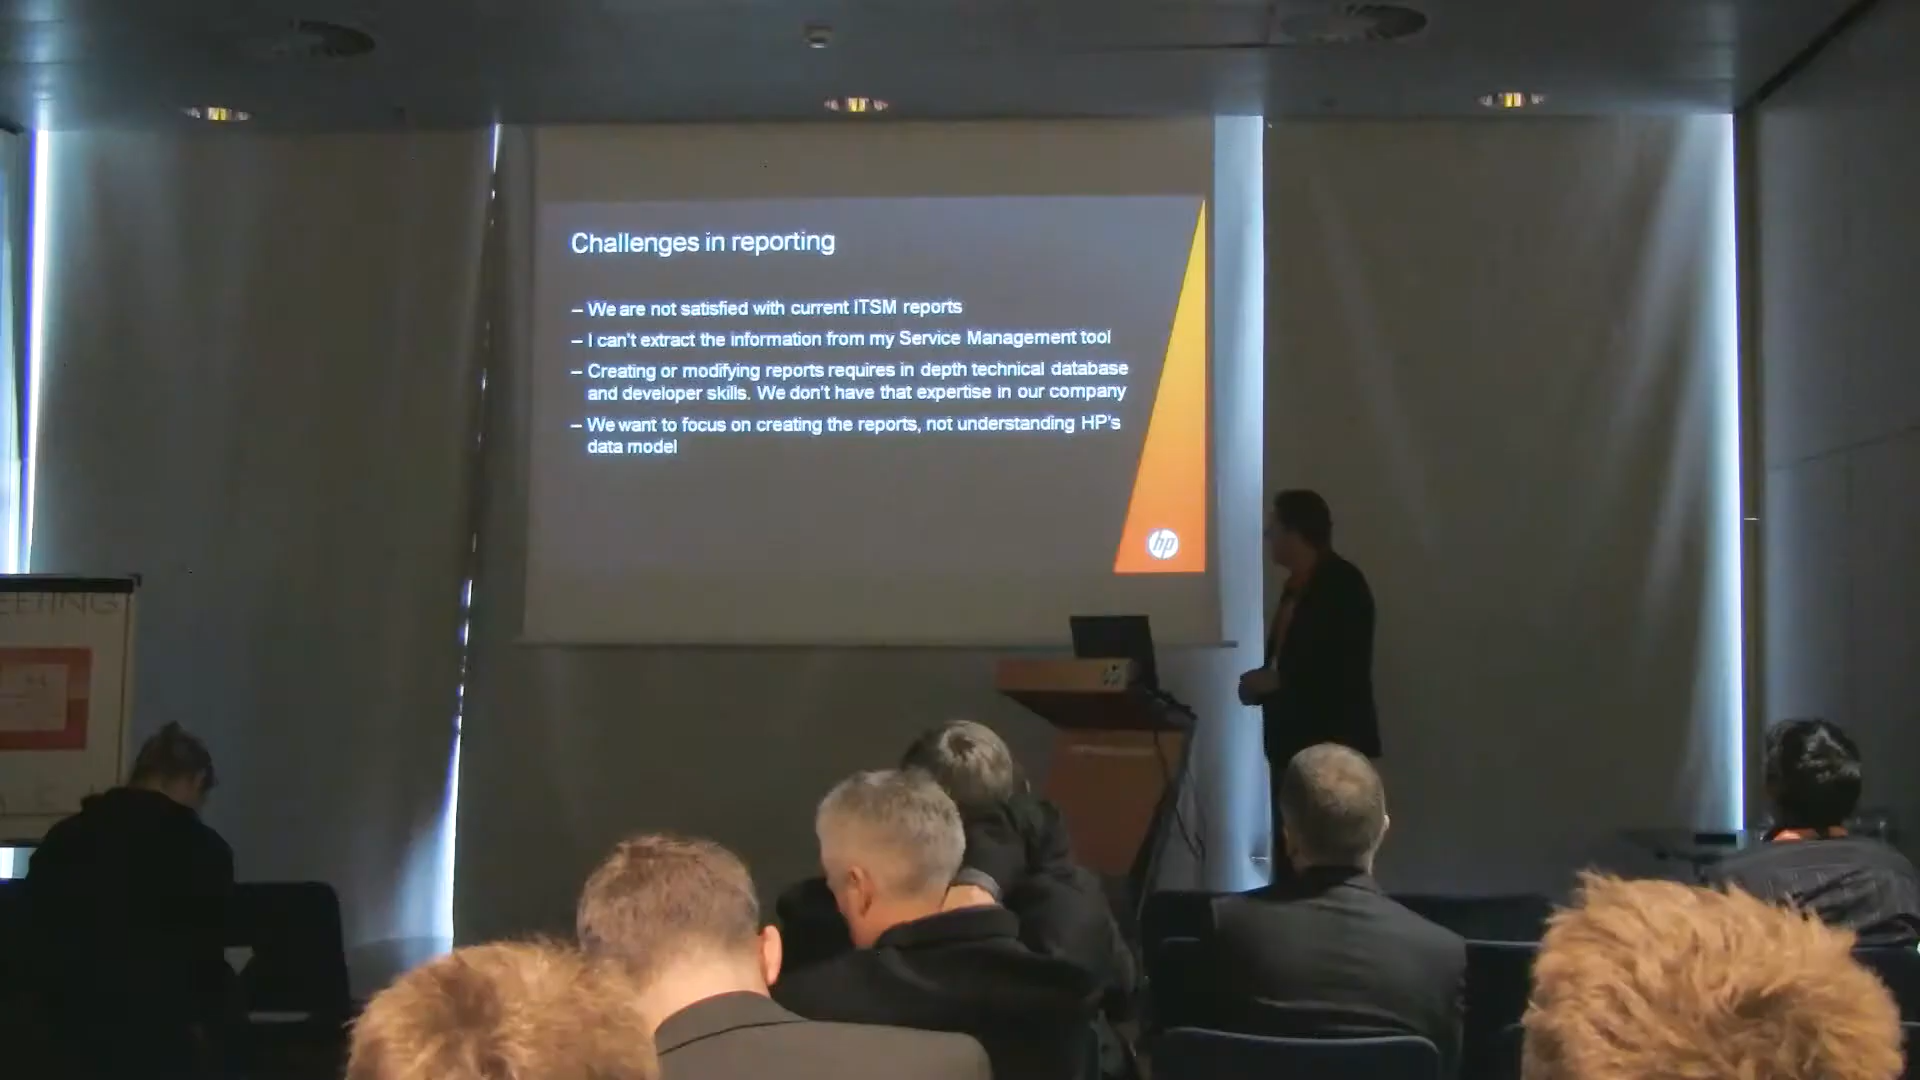 Challenges in reporting
– We are not satisfied with current ITSM reports
– I can't extract the information from my Service Management tool
– Creating or modifying reports requires in depth technical database
and developer skills. We don't have that expertise in our company
– We want to focus on creating the reports, not understanding HP's
data model
hp
EETING